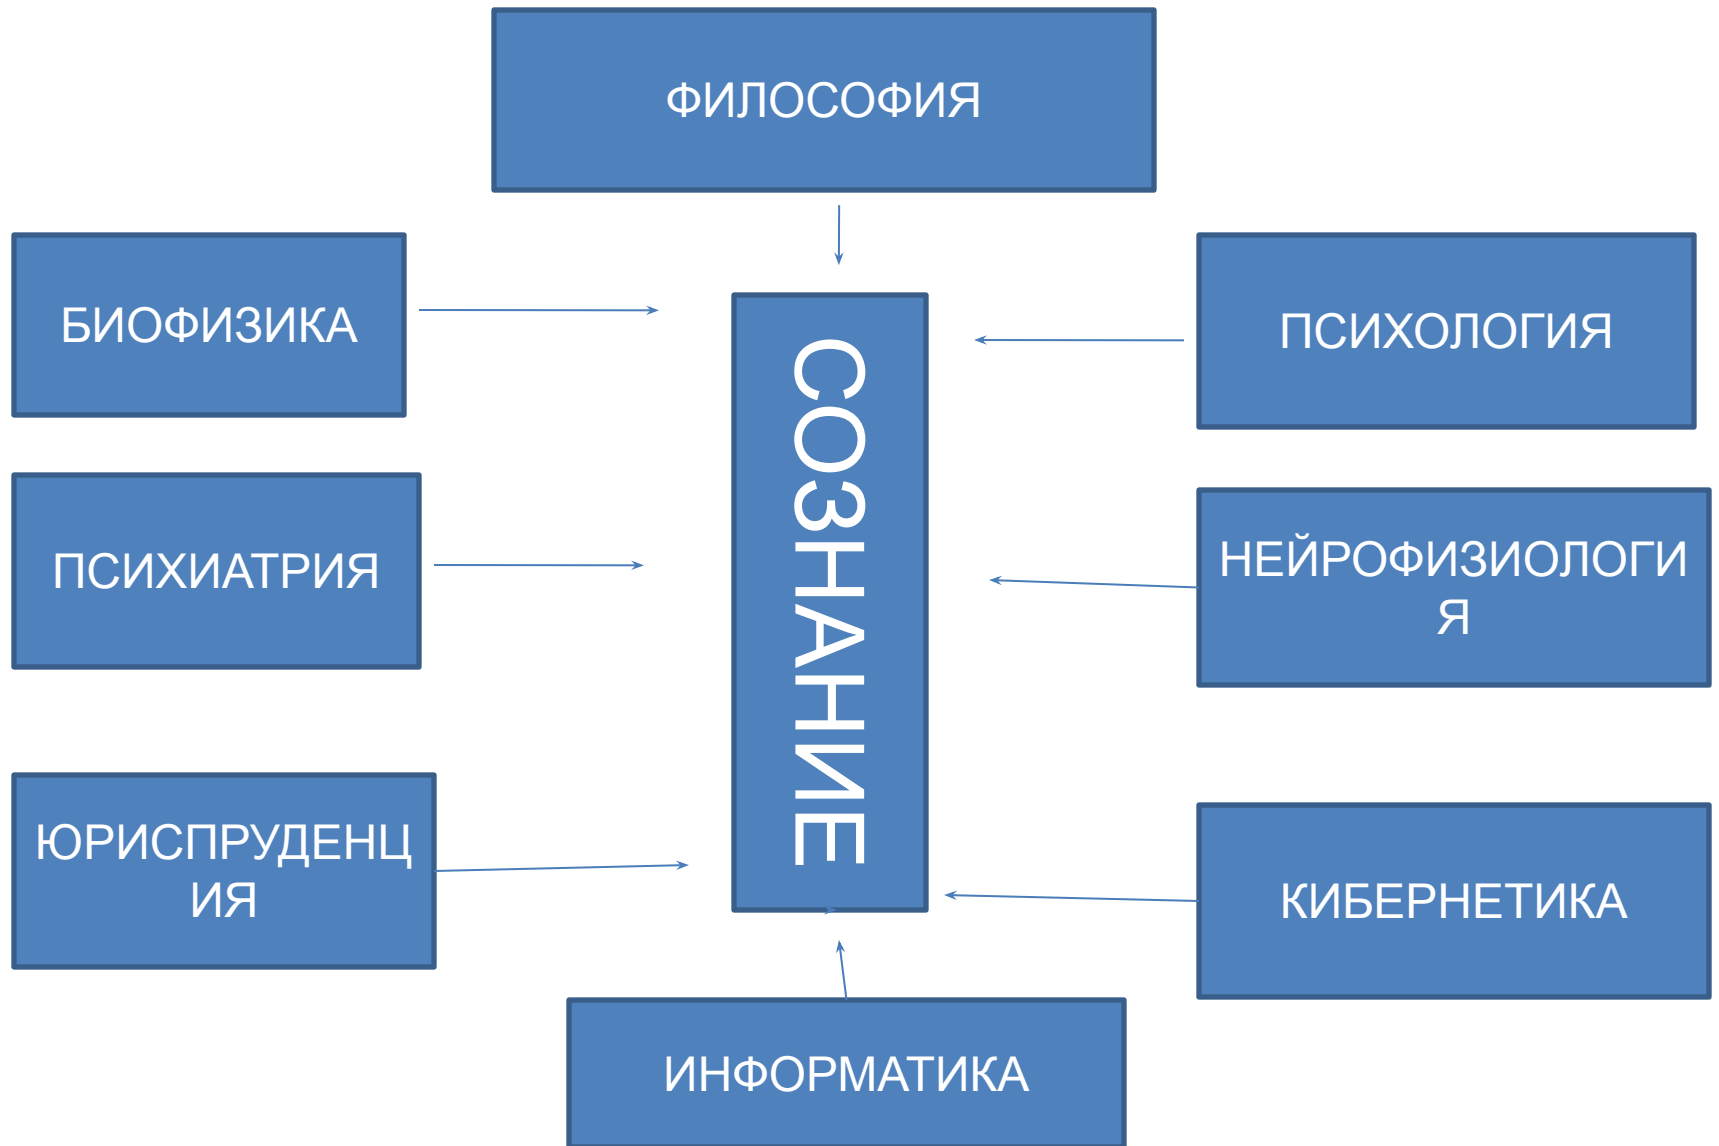 ФИЛОСОФИЯ
БИОФИЗИКА
ПСИХОЛОГИЯ
СОЗНАНИЕ
ПСИХИАТРИЯ
НЕЙРОФИЗИОЛОГИ
Я
ЮРИСПРУДЕНЦ
ИЯ
КИБЕРНЕТИКА
ИНФОРМАТИКА